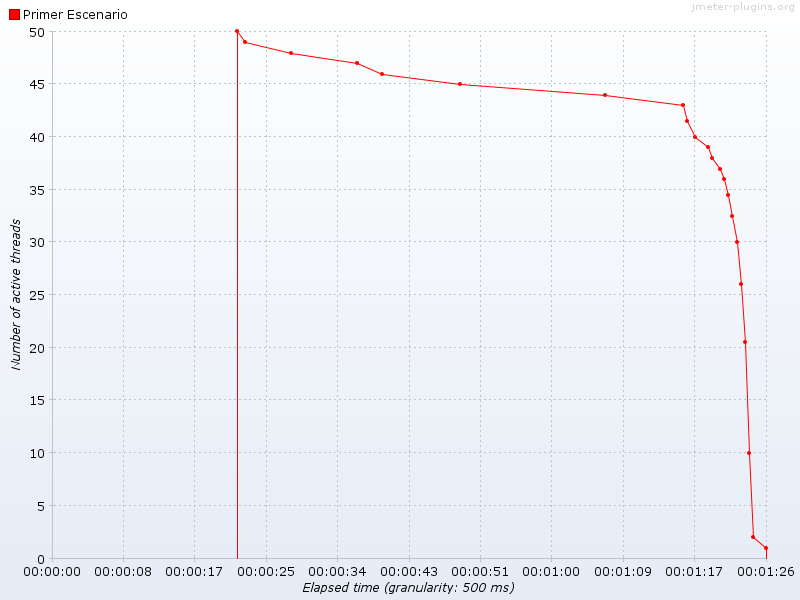 jmeter-plugins.org
Primer Escenario
50
45
40
35
30
25
20
15
10
5
0
Number of active threads
00:00:00 00:00:08 00:00:17 00:00:25 00:00:34 00:00:43 00:00:51 00:01:00 00:01:09 00:01:17 00:01:26
Elapsed time (granularity: 500 ms)